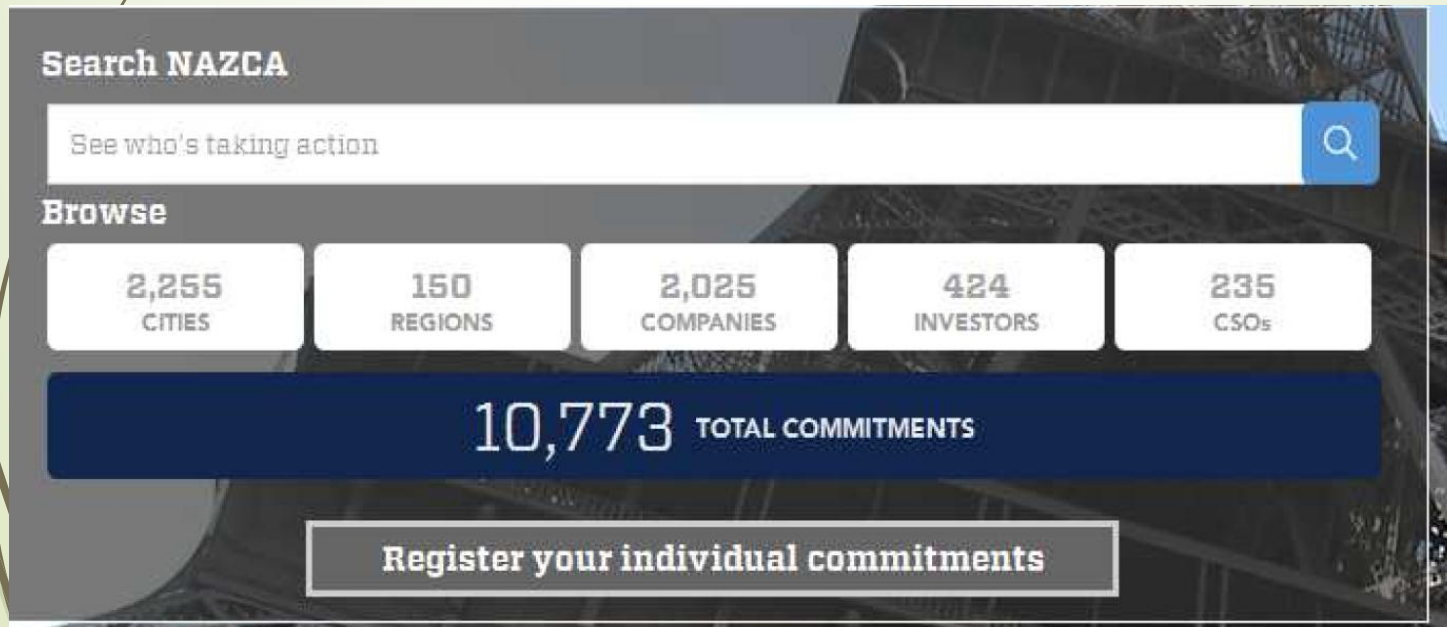 Search NAZCA
See who's taking action
Browse
2,255 150 2,025 424 235
CITIES REGIONS COMPANIES INVESTORS CSOs
10,773 TOTAL COMMITMENTS
Register your individual commitments